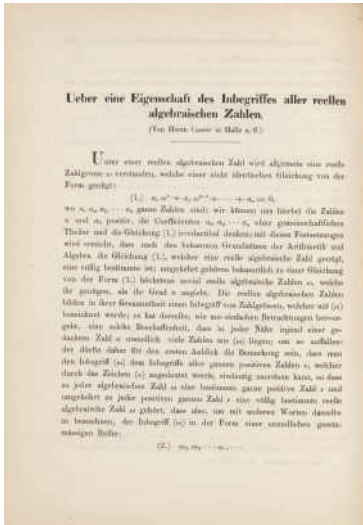 Ueber eine Eigenschaft des Inbegriffes aller reellen
algebraischen Zahlen.
(Von Herrn Cantor in Halle a. S.)
Unter einer reellen algebraischen Zahl wird allgemein eine reelle
Zahlgrösse ω verstanden, welche einer nicht identischen Gleichung von der
Form genügt:
(1.) a₀ωⁿ + a₁ωⁿ⁻¹ + ⋯ + aₙ = 0,
wo n, a₀, a₁, ⋯ aₙ ganze Zahlen sind; wir können uns hierbei die Zahlen
n und a₀ positiv, die Coefficienten a₀, a₁, ⋯ aₙ ohne gemeinschaftlichen
Theiler und die Gleichung (1.) irreductibel denken; mit diesen Festsetzungen
wird erreicht, dass nach den bekannten Grundsätzen der Arithmetik und
Algebra die Gleichung (1.), welcher eine reelle algebraische Zahl genügt,
eine völlig bestimmte ist; umgekehrt gehören bekanntlich zu einer Gleichung
von der Form (1.) höchstens soviel reelle algebraische Zahlen ω, welche
ihr genügen, als ihr Grad n angiebt. Die reellen algebraischen Zahlen
bilden in ihrer Gesammtheit einen Inbegriff von Zahlgrössen, welcher mit (ω)
bezeichnet werde; es hat derselbe, wie aus einfachen Betrachtungen hervor-
geht, eine solche Beschaffenheit, dass in jeder Nähe irgend einer ge-
dachten Zahl α unendlich viele Zahlen aus (ω) liegen; um so auffallen-
der dürfte daher für den ersten Anblick die Bemerkung sein, dass man
den Inbegriff (ω) dem Inbegriffe aller ganzen positiven Zahlen ν, welcher
durch das Zeichen (ν) angedeutet werde, eindeutig zuordnen kann, so dass
zu jeder algebraischen Zahl ω eine bestimmte ganze positive Zahl ν und
umgekehrt zu jeder positiven ganzen Zahl ν eine völlig bestimmte reelle
algebraische Zahl ω gehört, dass also, um mit anderen Worten dasselbe
zu bezeichnen, der Inbegriff (ω) in der Form einer unendlichen gesetz-
mässigen Reihe:
(2.) ω₁, ω₂, ⋯ ων, ⋯